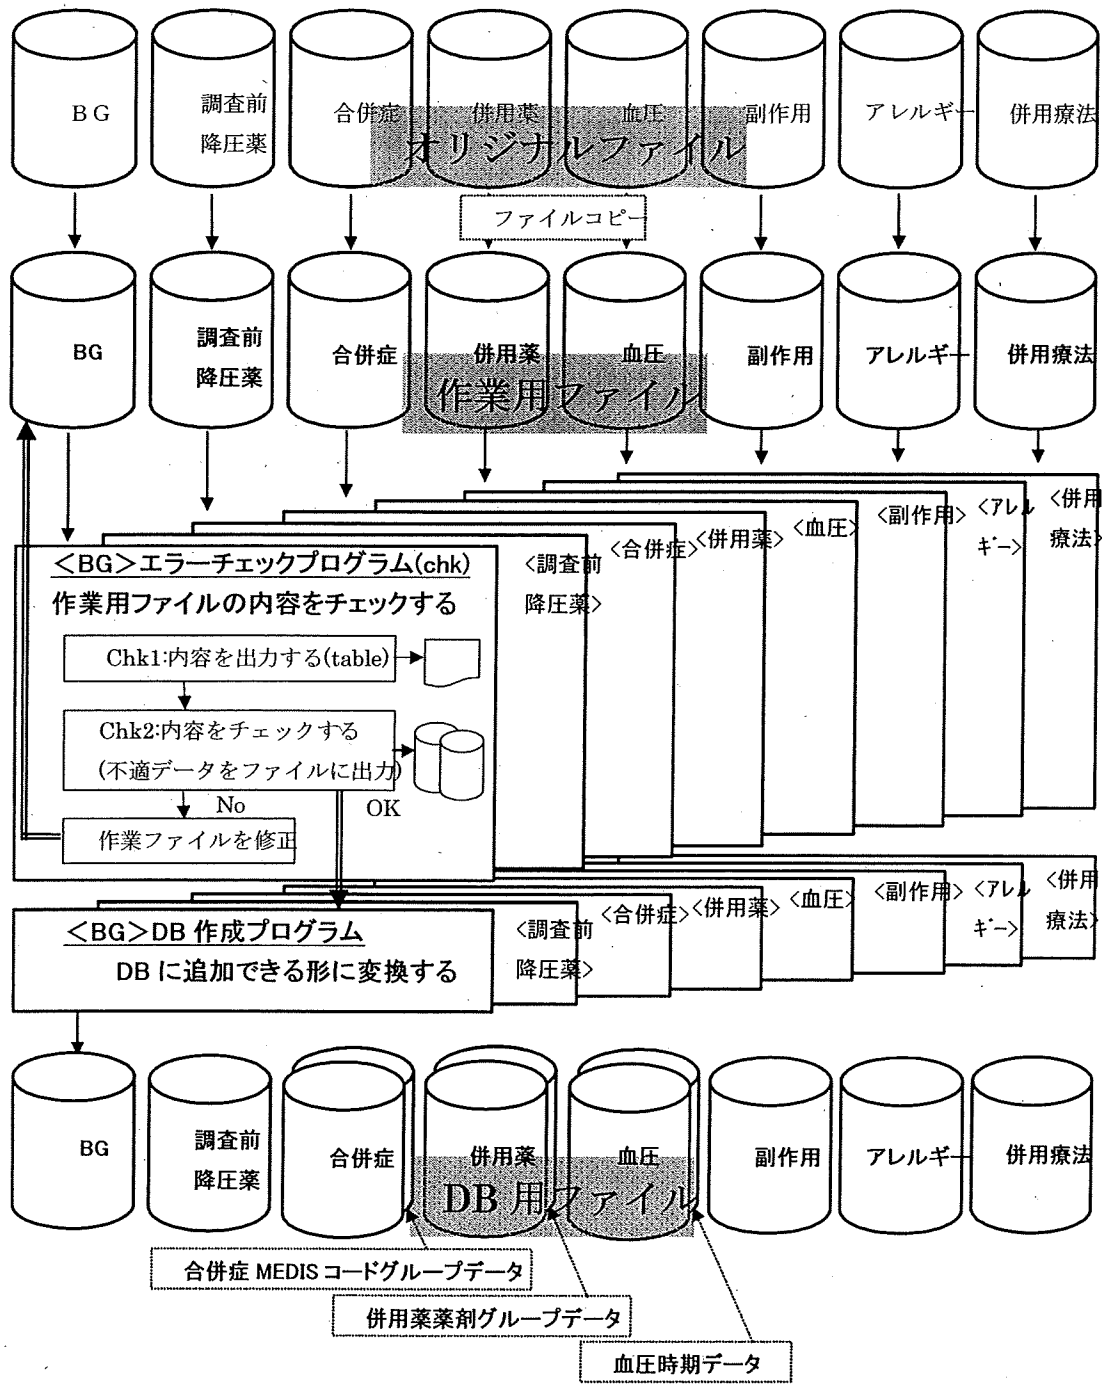 BG
調査前
降圧薬
合併症
併用薬
血圧
副作用
アレルギー
併用療法
オリジナルファイル
ファイルコピー
BG
調査前
降圧薬
合併症
併用薬
血圧
副作用
アレルギー
併用療法
作業用ファイル
<BG>エラーチェックプログラム(chk)
作業用ファイルの内容をチェックする
Chk1:内容を出力する(table)
Chk2:内容をチェックする
(不適データをファイルに出力)
No
OK
作業ファイルを修正
<調査前
降圧薬>
<合併症>
<併用薬>
<血圧>
<副作用>
<アレル
ギー>
<併用
療法>
<BG>DB 作成プログラム
DB に追加できる形に変換する
<調査前
降圧薬>
<合併症>
<併用薬>
<血圧>
<副作用>
<アレル
ギー>
<併用
療法>
BG
調査前
降圧薬
合併症
併用薬
血圧
副作用
アレルギー
併用療法
DB 用ファイル
合併症 MEDIS コードグループデータ
併用薬薬剤グループデータ
血圧時期データ